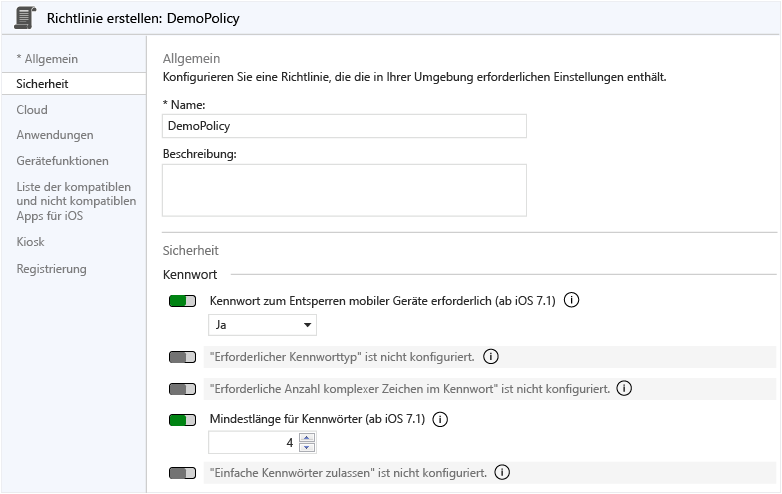 Richtlinie erstellen: DemoPolicy
* Allgemein
Sicherheit
Cloud
Anwendungen
Gerätefunktionen
Liste der kompatiblen
und nicht kompatiblen
Apps für iOS
Kiosk
Registrierung
Allgemein
Konfigurieren Sie eine Richtlinie, die die in Ihrer Umgebung erforderlichen Einstellungen enthält.
* Name:
DemoPolicy
Beschreibung:
Sicherheit
Kennwort
Kennwort zum Entsperren mobiler Geräte erforderlich (ab iOS 7.1)
Ja
"Erforderlicher Kennworttyp" ist nicht konfiguriert.
"Erforderliche Anzahl komplexer Zeichen im Kennwort" ist nicht konfiguriert.
Mindestlänge für Kennwörter (ab iOS 7.1)
4
"Einfache Kennwörter zulassen" ist nicht konfiguriert.